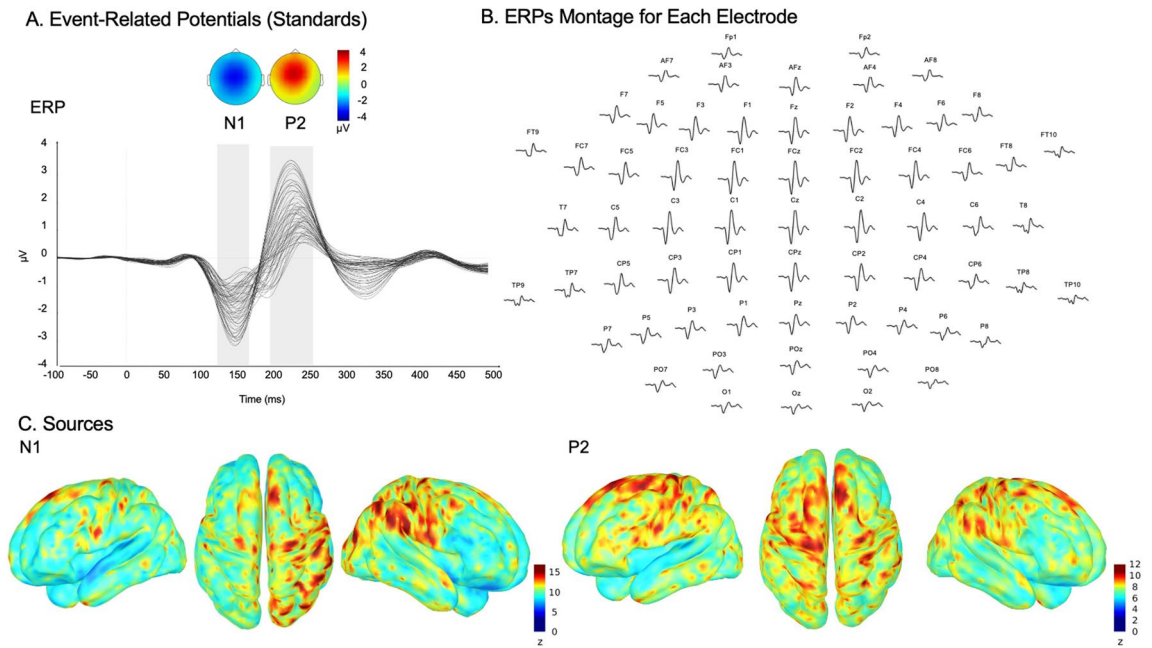 A. Event-Related Potentials (Standards)
4
2
0
-2
-4
µV
ERP
N1 P2
4
3
2
1
0
-1
-2
-3
-4
µV
-100 -50 0 50 100 150 200 250 300 350 400 450 500
Time (ms)
B. ERPs Montage for Each Electrode
Fp1 Fp2
AF7 AF3 AFz AF4 AF8
F7 F5 F3 F1 Fz F2 F4 F6 F8
FT9 FC7 FC5 FC3 FC1 FCz FC2 FC4 FC6 FT8 FT10
T7 C5 C3 C1 Cz C2 C4 C6 T8
TP9 TP7 CP5 CP3 CP1 CPz CP2 CP4 CP6 TP8 TP10
P7 P5 P3 P1 Pz P2 P4 P6 P8
PO7 PO3 POz PO4 PO8
O1 Oz O2
C. Sources
N1
15
10
5
0
z
P2
12
10
8
6
4
2
0
z